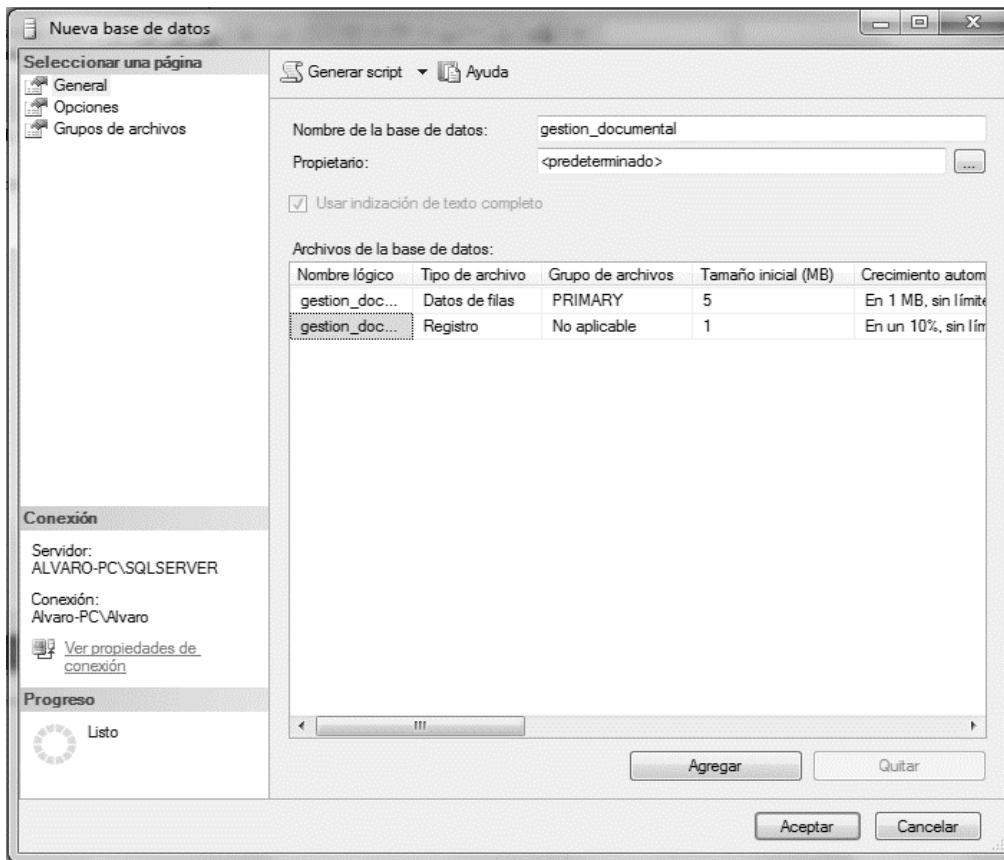 Nueva base de datos
Seleccionar una página
General
Opciones
Grupos de archivos
Generar script
Ayuda
Nombre de la base de datos: gestion_documental
Propietario: <predeterminado> ...
Usar indización de texto completo
Archivos de la base de datos:
Nombre lógico Tipo de archivo Grupo de archivos Tamaño inicial (MB) Crecimiento autom
gestion_doc... Datos de filas PRIMARY 5 En 1 MB, sin límite
gestion_doc... Registro No aplicable 1 En un 10%, sin lím
Conexión
Servidor:
ALVARO-PC\SQLSERVER
Conexión:
Alvaro-PC\Alvaro
Ver propiedades de
conexión
Progreso
Listo
Agregar Quitar
Aceptar Cancelar